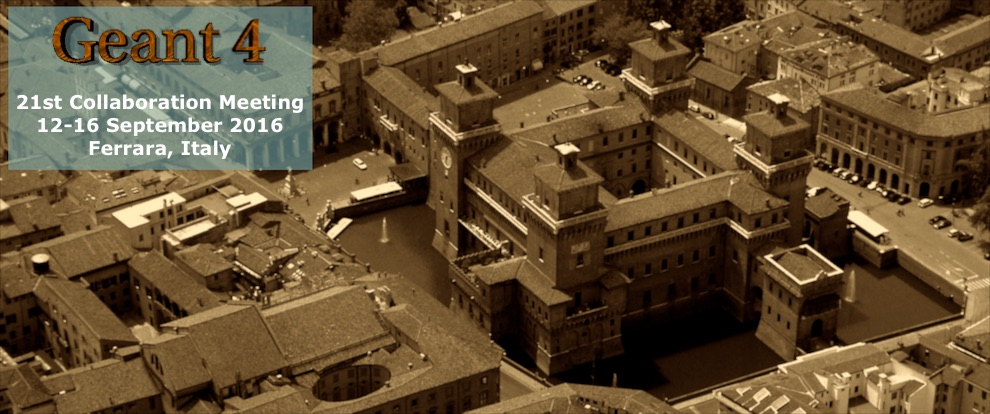 Geant 4
21st Collaboration Meeting
12-16 September 2016
Ferrara, Italy